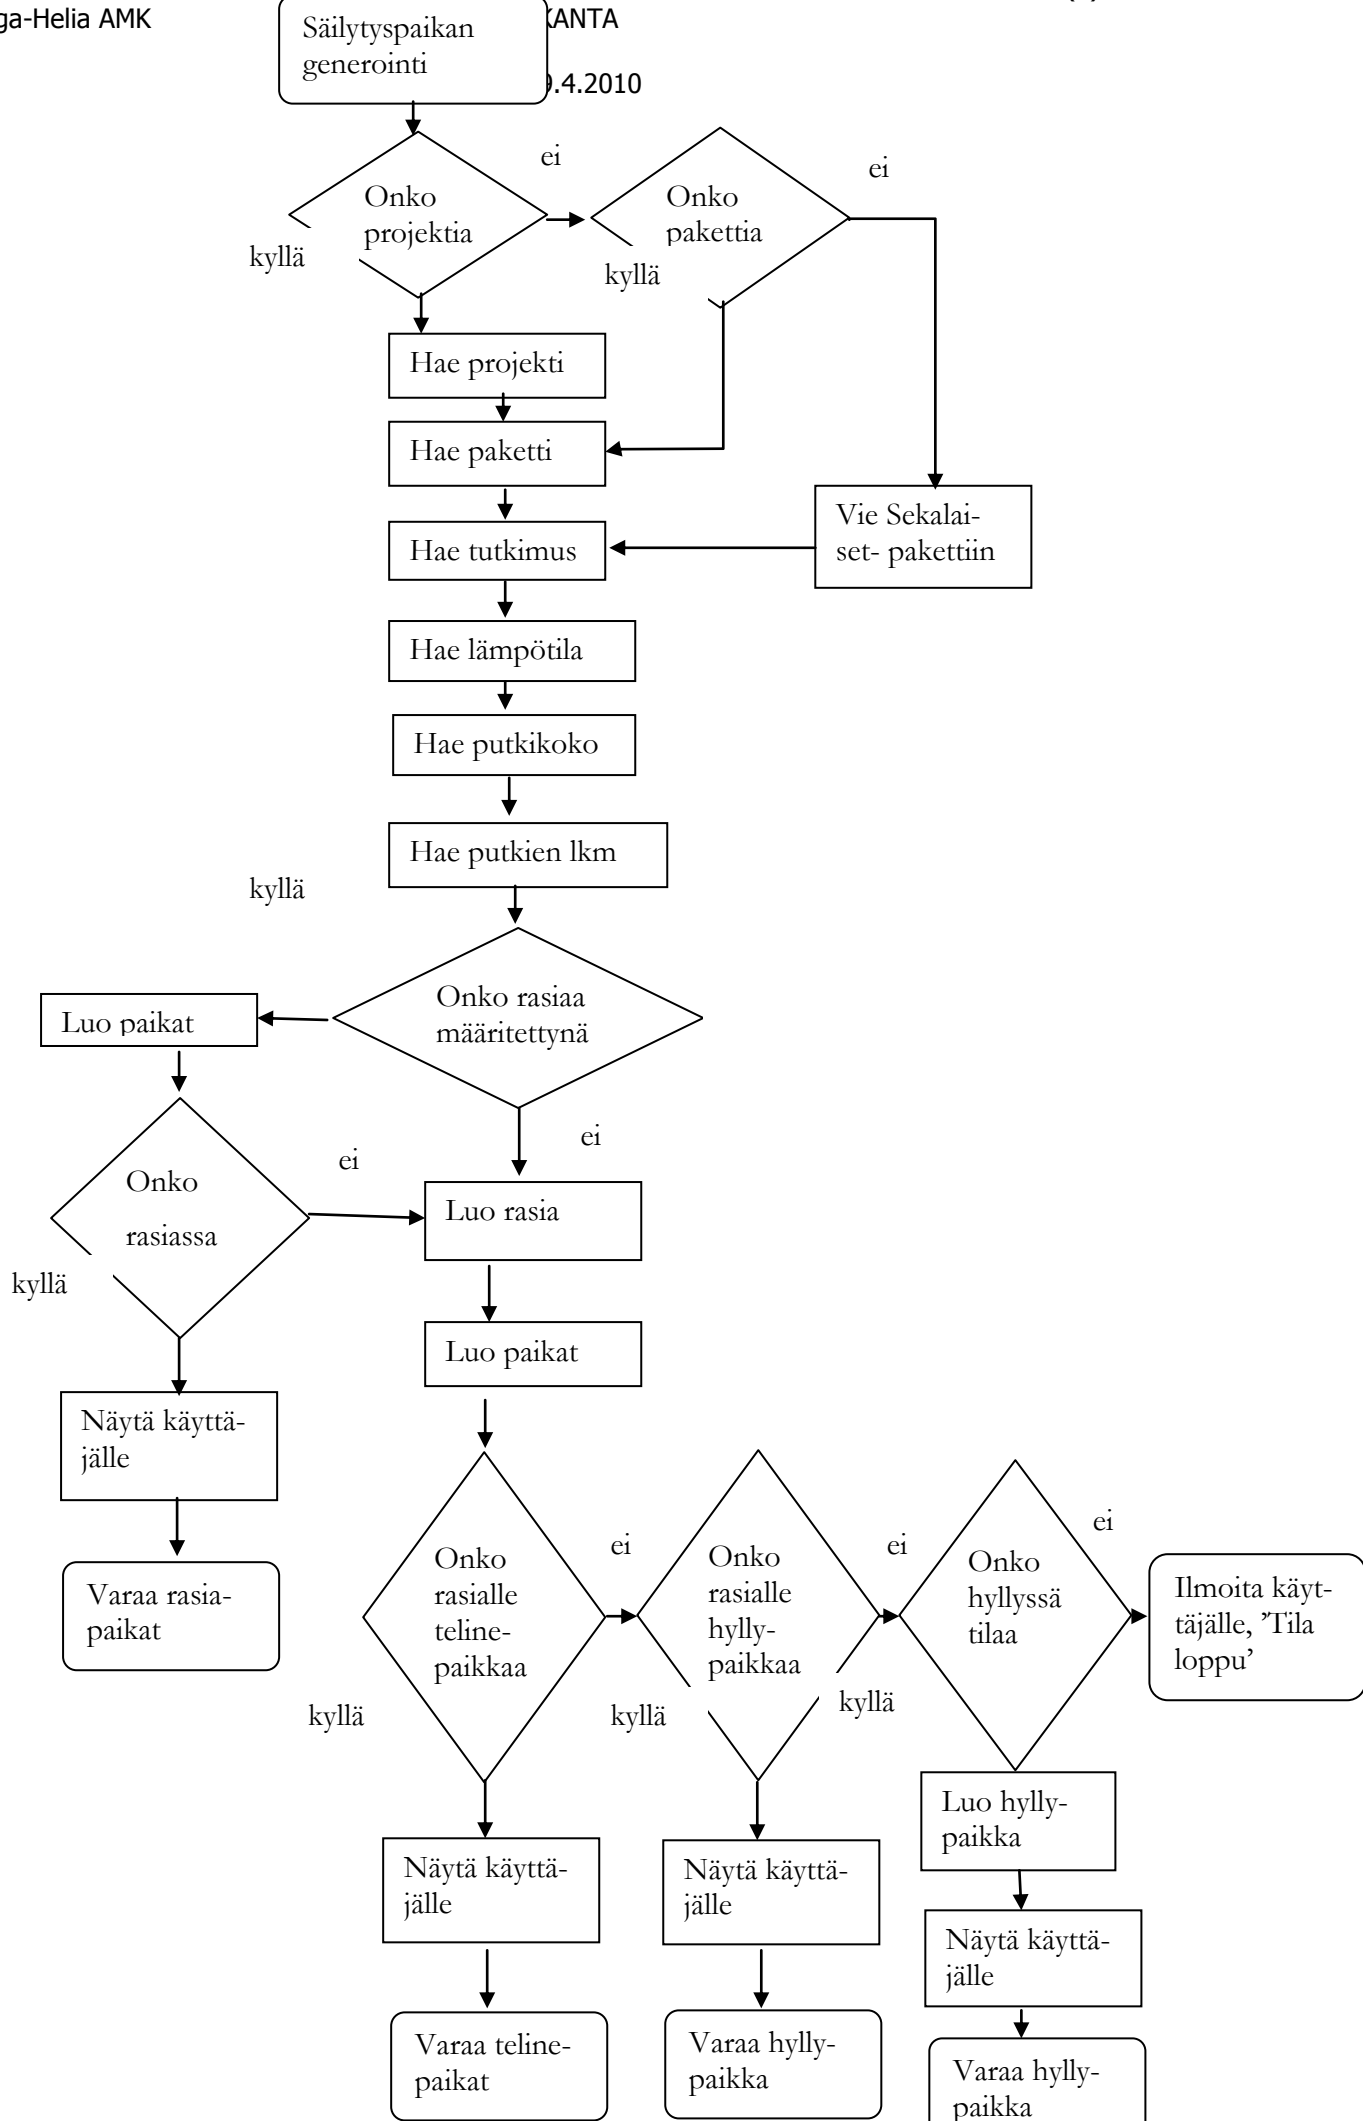 Säilytyspaikan
generointi
ei
ei
Onko
projektia
Onko
pakettia
kyllä
kyllä
Hae projekti
Hae paketti
Vie Sekalai-
set- pakettiin
Hae tutkimus
Hae lämpötila
Hae putkikoko
Hae putkien lkm
kyllä
Onko rasiaa
määritettynä
Luo paikat
ei
ei
Onko
rasiassa
Luo rasia
kyllä
Luo paikat
Näytä käyttä-
jälle
Varaa rasia-
paikat
Onko
rasialle
teline-
paikkaa
ei
Onko
rasialle
hylly-
paikkaa
ei
Onko
hyllyssä
tilaa
ei
Ilmoita käyt-
täjälle, ’Tila
loppu’
kyllä
kyllä
kyllä
Luo hylly-
paikka
Näytä käyttä-
jälle
Näytä käyttä-
jälle
Näytä käyttä-
jälle
Varaa teline-
paikat
Varaa hylly-
paikka
Varaa hylly-
paikka
ga-Helia AMK
KANTA
.4.2010